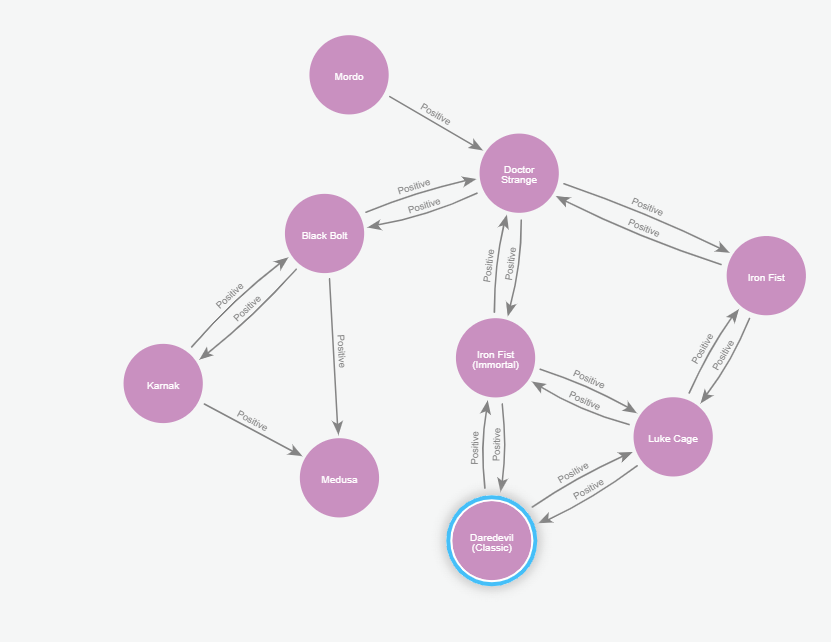 Mordo
Positive
Doctor
Strange
Positive
Positive
Positive
Positive
Black Bolt
Positive
Positive
Iron Fist
Positive
Positive
Positive
Iron Fist
(Immortal)
Positive
Positive
Karnak
Positive
Positive
Positive
Luke Cage
Positive
Positive
Medusa
Positive
Positive
Daredevil
(Classic)